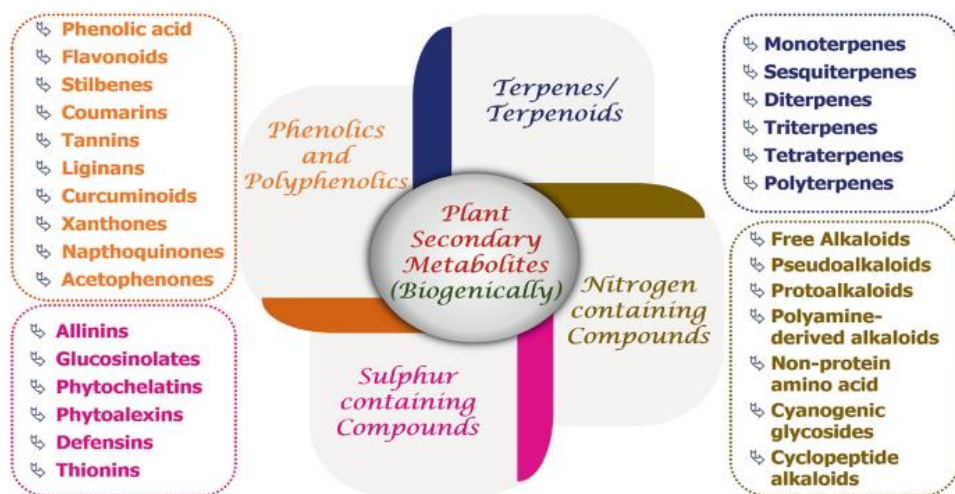 Phenolic acid
Flavonoids
Stilbenes
Coumarins
Tannins
Liginans
Curcuminoids
Xanthones
Napthoquinones
Acetophenones
Allinins
Glucosinolates
Phytochelatins
Phytoalexins
Defensins
Thionins
Phenolics
and
Polyphenolics
Terpenes/
Terpenoids
Plant
Secondary
Metabolites
(Biogenically)
Nitrogen
containing
Compounds
Sulphur
containing
Compounds
Monoterpenes
Sesquiterpenes
Diterpenes
Triterpenes
Tetraterpenes
Polyterpenes
Free Alkaloids
Pseudoalkaloids
Protoalkaloids
Polyamine-
derived alkaloids
Non-protein
amino acid
Cyanogenic
glycosides
Cyclopeptide
alkaloids